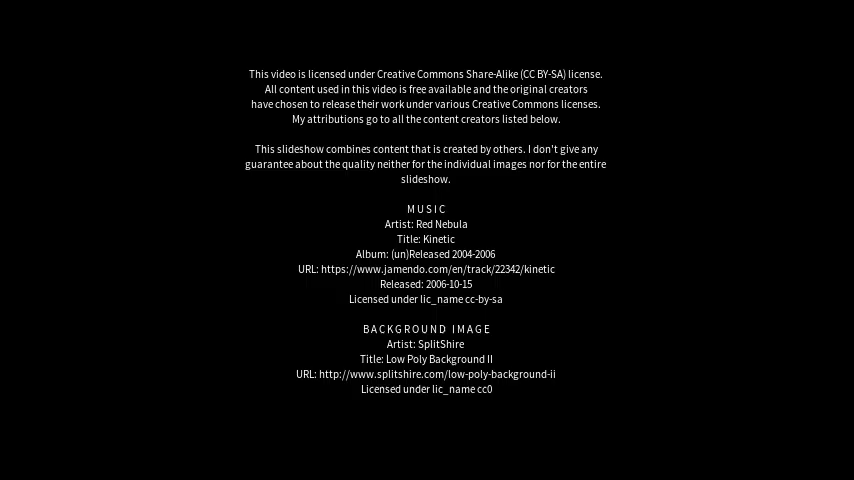 This video is licensed under Creative Commons Share-Alike (CC BY-SA) license.
All content used in this video is free available and the original creators
have chosen to release their work under various Creative Commons licenses.
My attributions go to all the content creators listed below.
This slideshow combines content that is created by others. I don't give any
guarantee about the quality neither for the individual images nor for the entire
slideshow.
MUSIC
Artist: Red Nebula
Title: Kinetic
Album: (un)Released 2004-2006
URL: https://www.jamendo.com/en/track/22342/kinetic
Released: 2006-10-15
Licensed under lic_name cc-by-sa
BACKGROUND IMAGE
Artist: SplitShire
Title: Low Poly Background II
URL: http://www.splitshire.com/low-poly-background-ii
Licensed under lic_name cc0